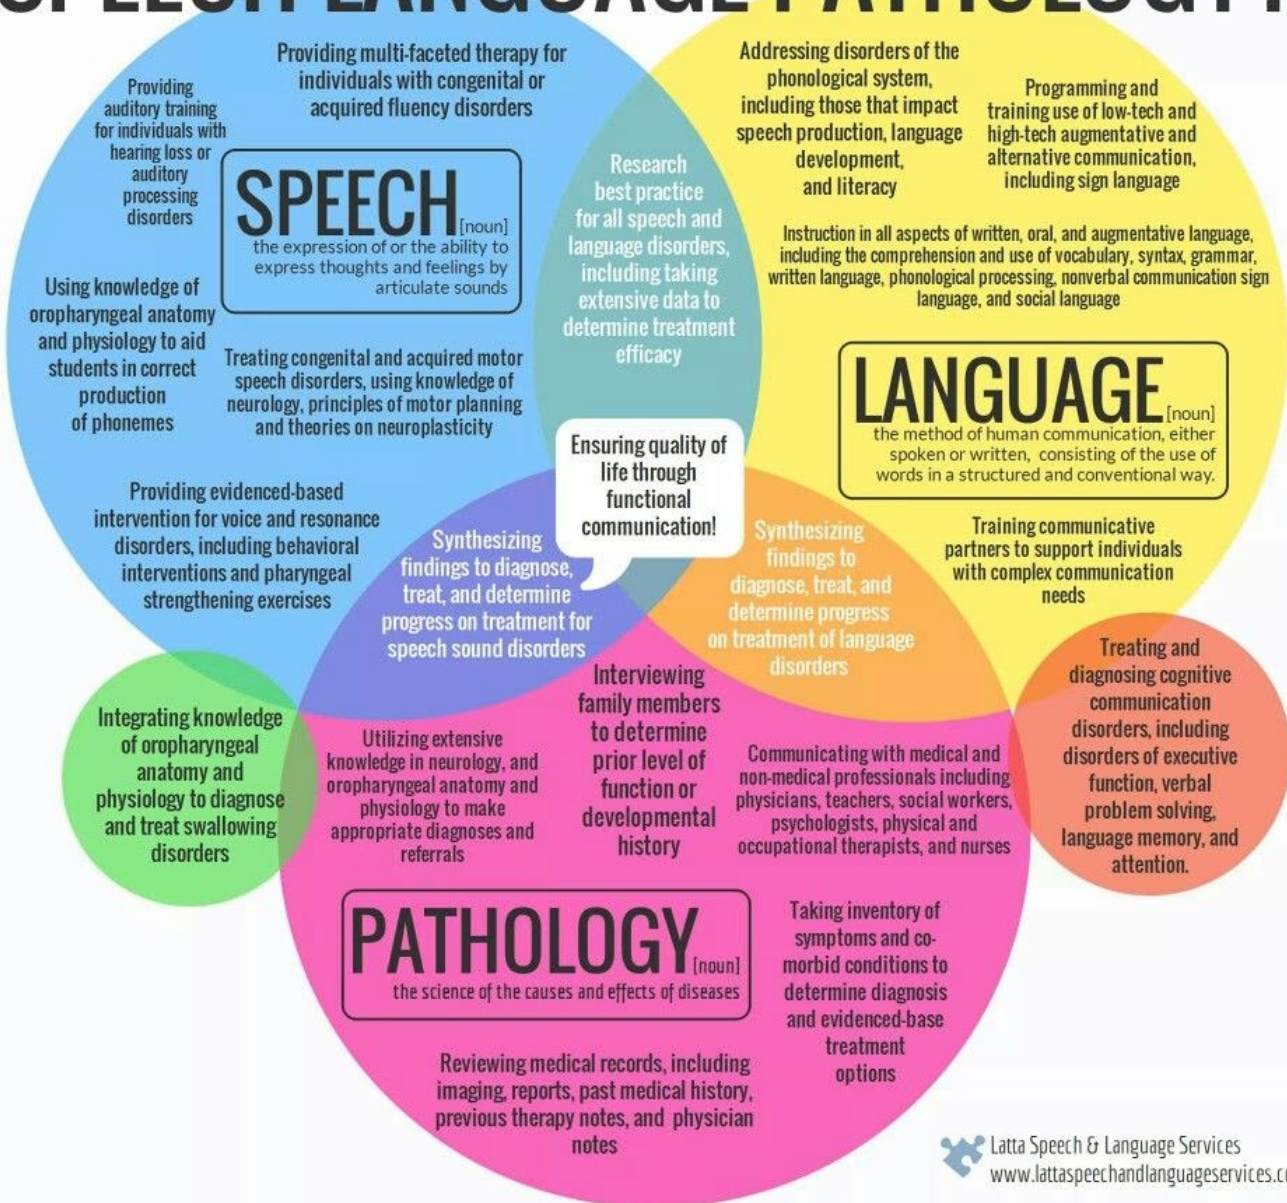 SPEECH LANGUAGE PATHOLOGY
Providing multi-faceted therapy for
individuals with congenital or
acquired fluency disorders
Providing
auditory training
for individuals with
hearing loss or
auditory
processing
disorders
SPEECH [noun]
the expression of or the ability to
express thoughts and feelings by
articulate sounds
Using knowledge of
oropharyngeal anatomy
and physiology to aid
students in correct
production
of phonemes
Treating congenital and acquired motor
speech disorders, using knowledge of
neurology, principles of motor planning
and theories on neuroplasticity
Providing evidenced-based
intervention for voice and resonance
disorders, including behavioral
interventions and pharyngeal
strengthening exercises
Research
best practice
for all speech and
language disorders,
including taking
extensive data to
determine treatment
efficacy
Addressing disorders of the
phonological system,
including those that impact
speech production, language
development,
and literacy
Programming and
training use of low-tech and
high-tech augmentative and
alternative communication,
including sign language
Instruction in all aspects of written, oral, and augmentative language,
including the comprehension and use of vocabulary, syntax, grammar,
written language, phonological processing, nonverbal communication sign
language, and social language
LANGUAGE [noun]
the method of human communication, either
spoken or written, consisting of the use of
words in a structured and conventional way.
Training communicative
partners to support individuals
with complex communication
needs
Ensuring quality of
life through
functional
communication!
Synthesizing
findings to diagnose,
treat, and determine
progress on treatment for
speech sound disorders
Synthesizing
findings to
diagnose, treat, and
determine progress
on treatment of language
disorders
Integrating knowledge
of oropharyngeal
anatomy and
physiology to diagnose
and treat swallowing
disorders
Utilizing extensive
knowledge in neurology, and
oropharyngeal anatomy and
physiology to make
appropriate diagnoses and
referrals
Interviewing
family members
to determine
prior level of
function or
developmental
history
Communicating with medical and
non-medical professionals including
physicians, teachers, social workers,
psychologists, physical and
occupational therapists, and nurses
Treating and
diagnosing cognitive
communication
disorders, including
disorders of executive
function, verbal
problem solving,
language memory, and
attention.
PATHOLOGY [noun]
the science of the causes and effects of diseases
Taking inventory of
symptoms and co-
morbid conditions to
determine diagnosis
and evidenced-base
treatment
options
Reviewing medical records, including
imaging, reports, past medical history,
previous therapy notes, and physician
notes
Latta Speech & Language Services
www.lattaspeechandlanguageservices.c